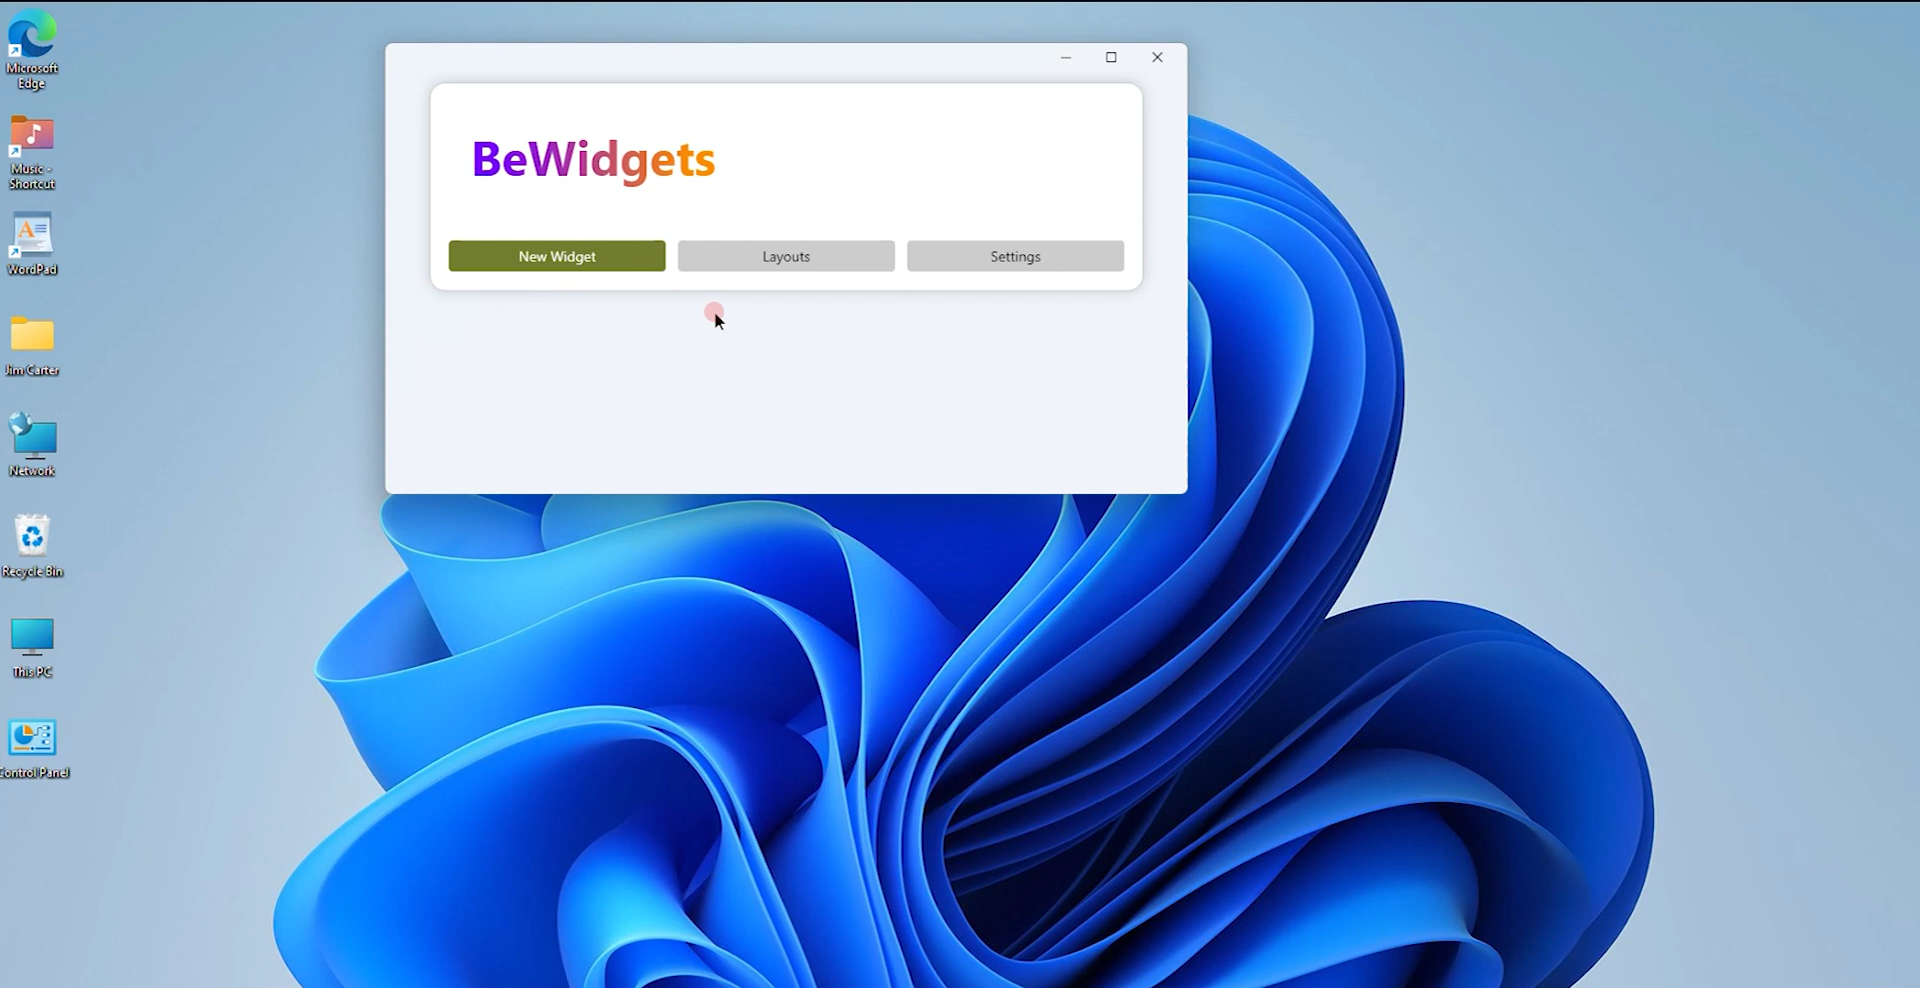 Microsoft
Edge
Music -
Shortcut
WordPad
Jim Carter
Network
Recycle Bin
This PC
Control Panel
BeWidgets
New Widget
Layouts
Settings